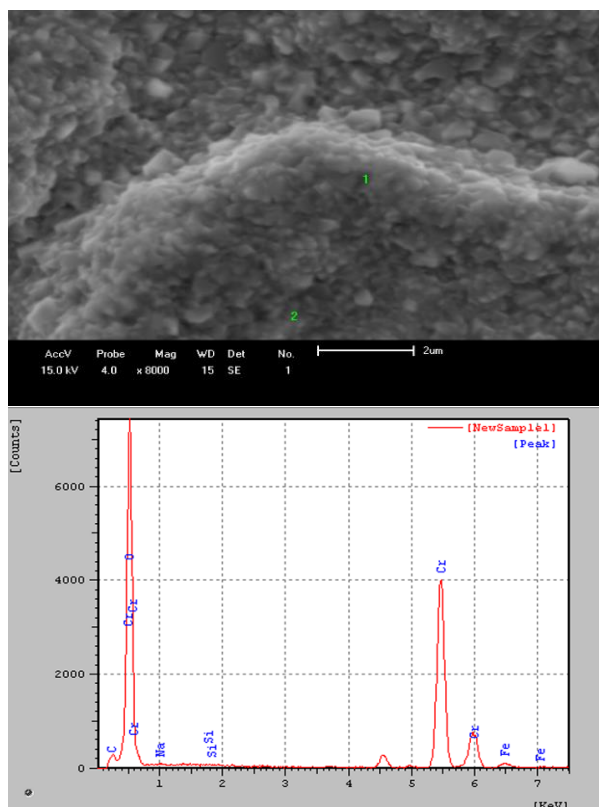 1
2
AccV Probe Mag WD Det No.
15.0 kV 4.0 x 8000 15 SE 1
2um
[Counts]
[NewSample1]
[Peak]
6000
4000
2000
0
O
Cr
Cr
Cr
C
Na
Si
Si
Cr
Cr
Fe
Fe
0 1 2 3 4 5 6 7
[KeV]